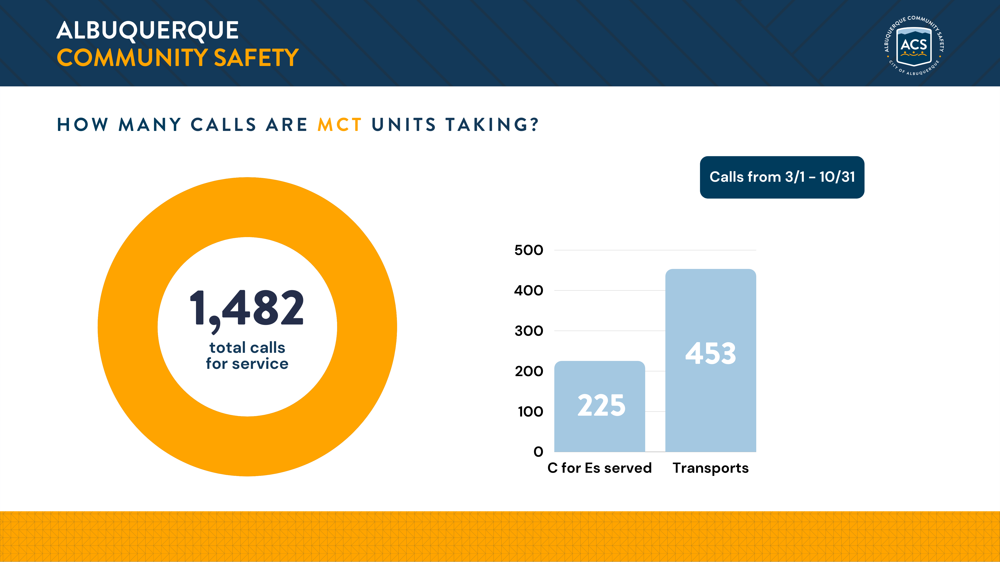 ALBUQUERQUE
COMMUNITY SAFETY
ALBUQUERQUE COMMUNITY SAFETY
ACS
CITY OF ALBUQUERQUE
HOW MANY CALLS ARE MCT UNITS TAKING?
Calls from 3/1 - 10/31
1,482
total calls
for service
500
400
300
200
100
0
453
225
C for Es served
Transports